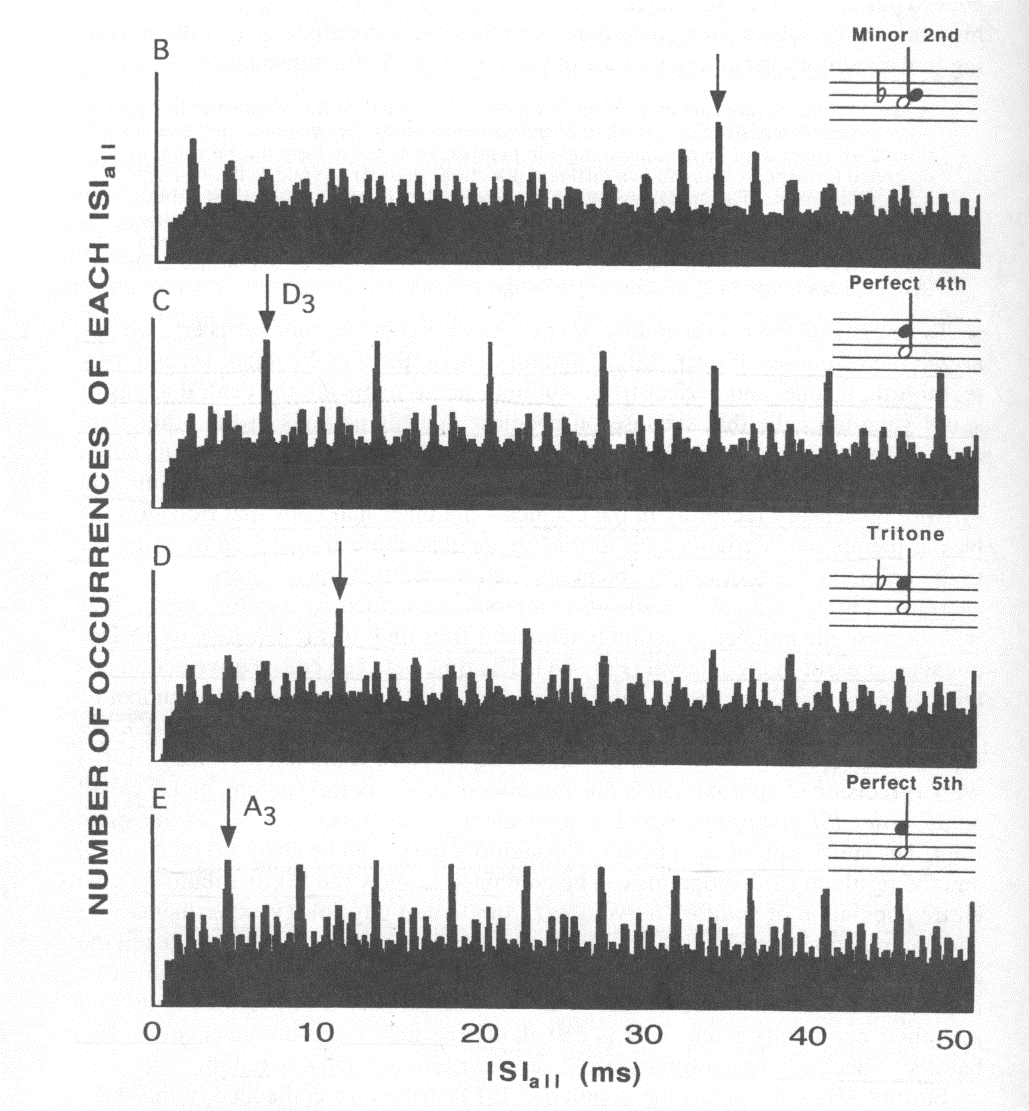 NUMBER OF OCCURRENCES OF EACH ISIall
B
Minor 2nd
C
D3
Perfect 4th
D
Tritone
E
A3
Perfect 5th
0 10 20 30 40 50
ISIall (ms)